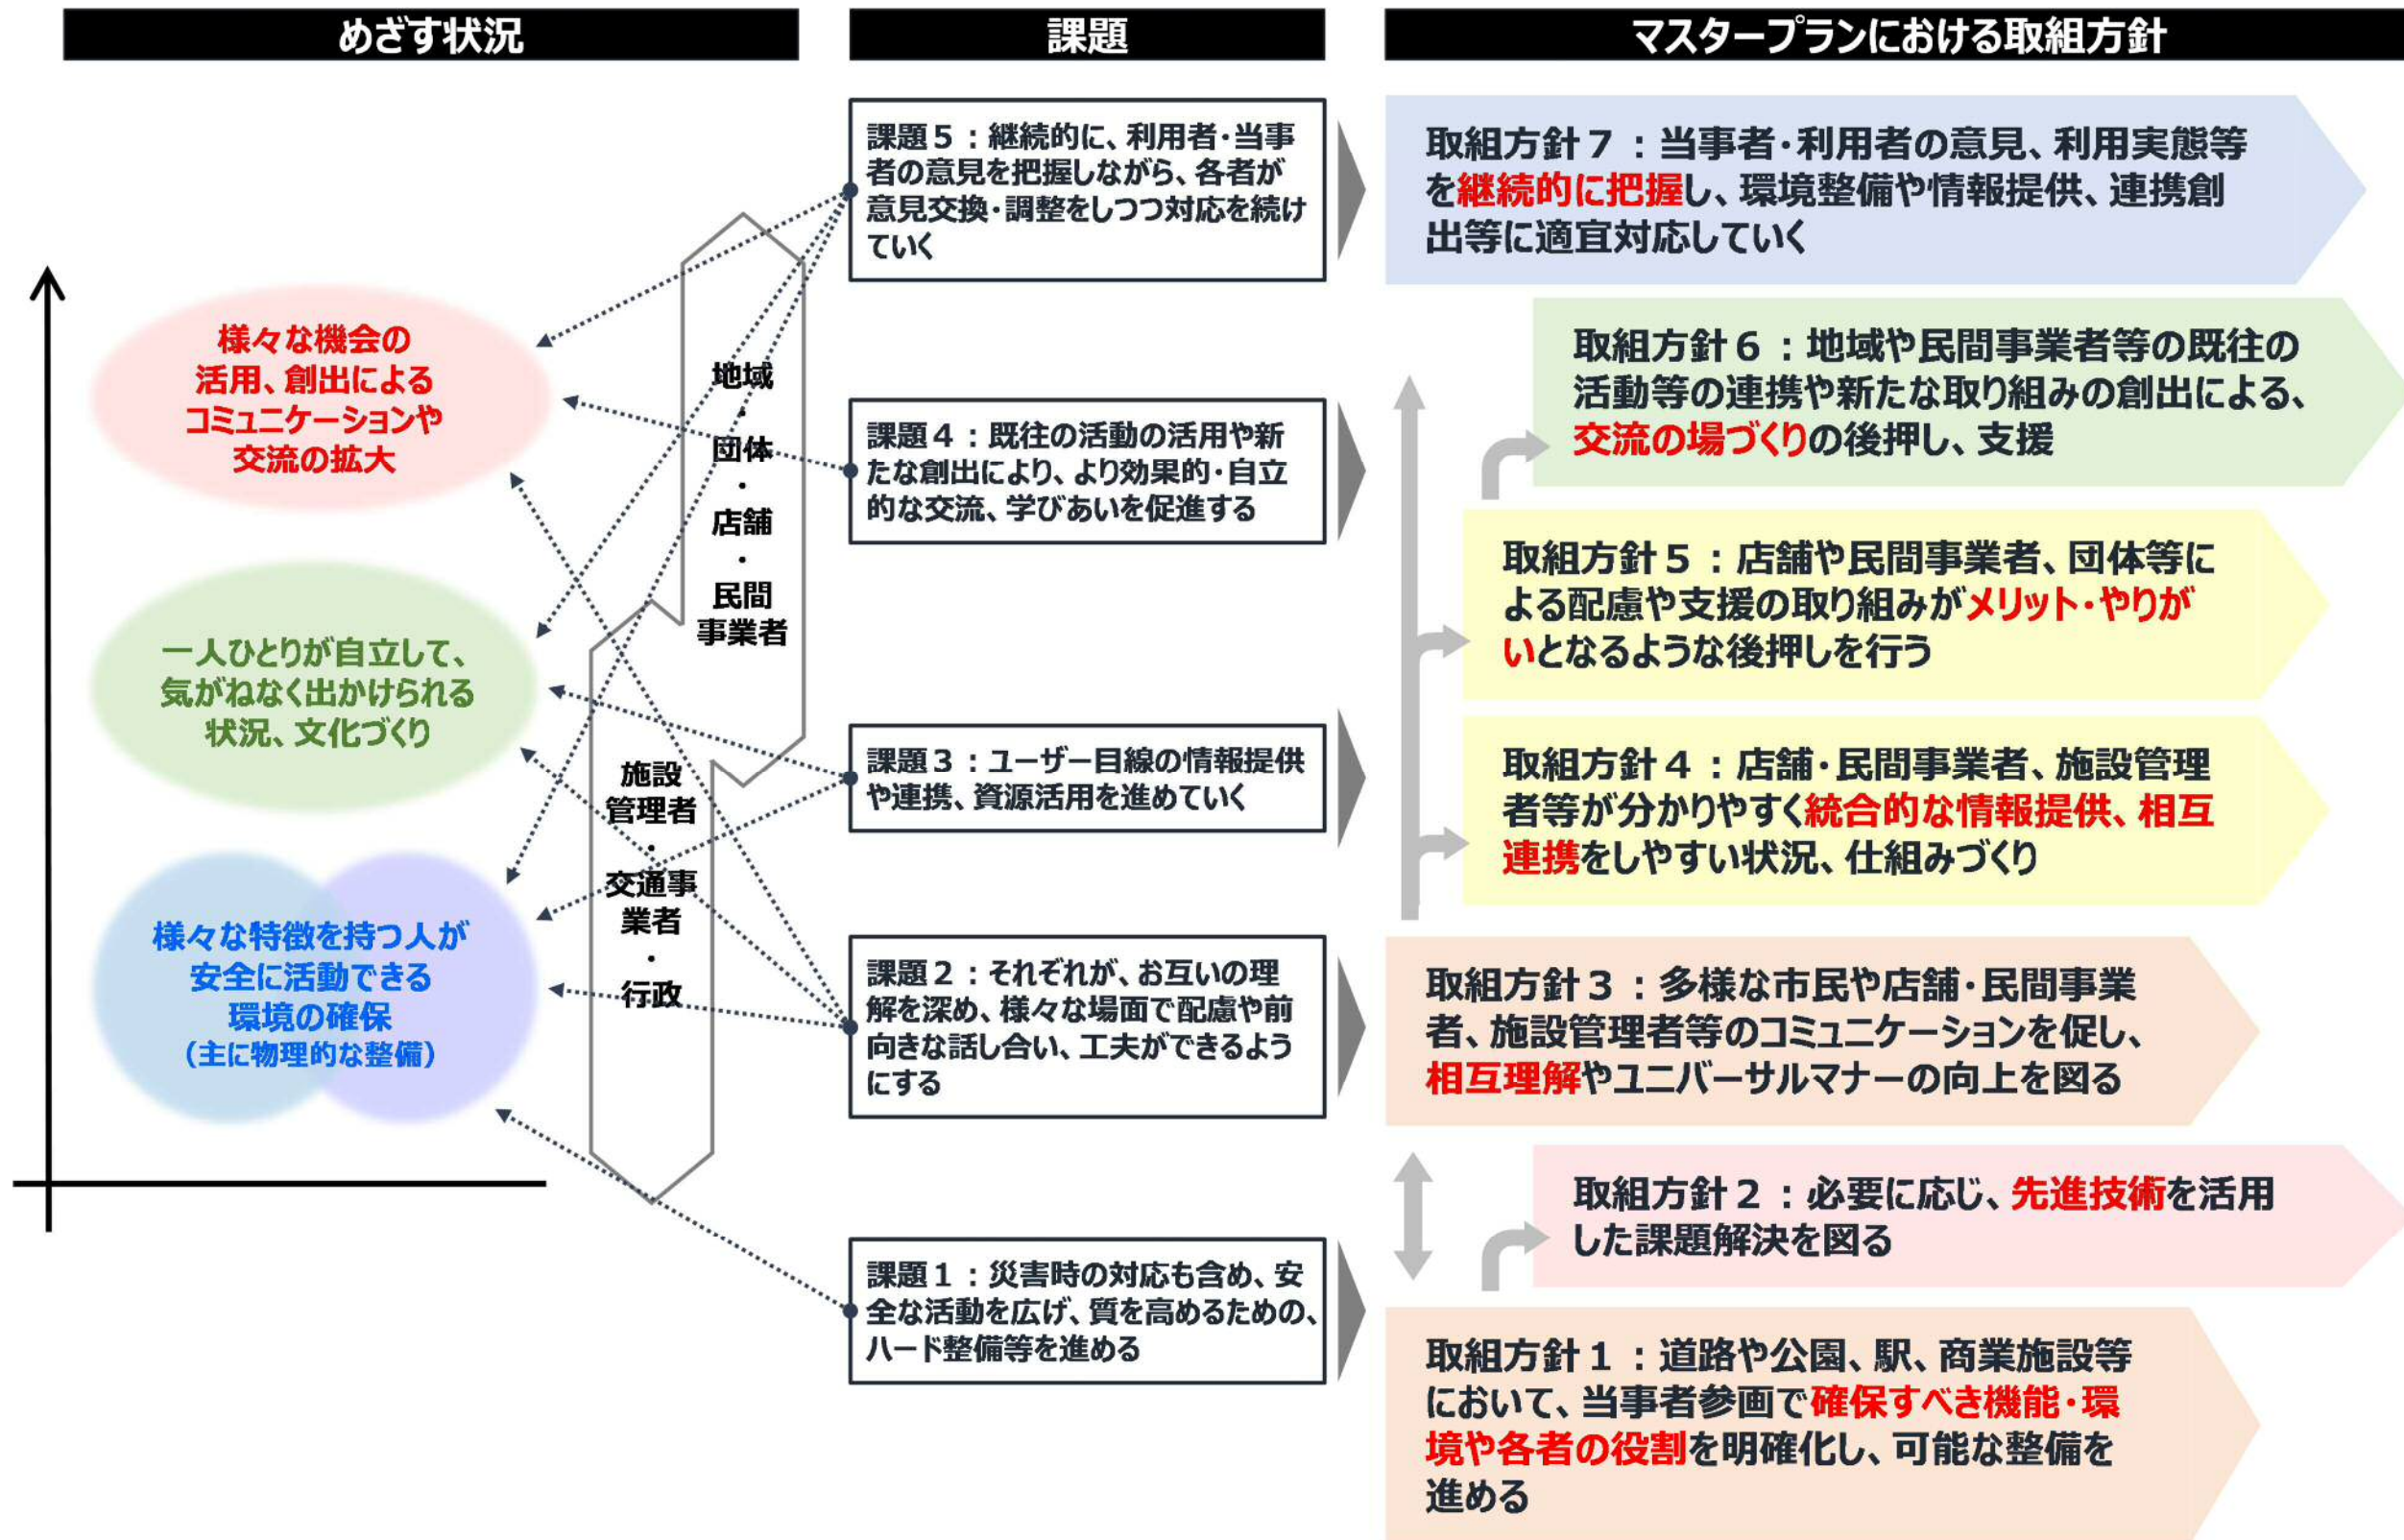 めざす状況
課題
マスタープランにおける取組方針
様々な機会の
活用、創出による
コミュニケーションや
交流の拡大
一人ひとりが自立して、
気がねなく出かけられる
状況、文化づくり
様々な特徴を持つ人が
安全に活動できる
環境の確保
（主に物理的な整備）
地域
・
団体
・
店舗
・
民間
事業者
施設
管理者
・
交通事
業者
・
行政
課題５：継続的に、利用者・当事
者の意見を把握しながら、各者が
意見交換・調整をしつつ対応を続け
ていく
課題４：既往の活動の活用や新
たな創出により、より効果的・自立
的な交流、学びあいを促進する
課題３：ユーザー目線の情報提供
や連携、資源活用を進めていく
課題２：それぞれが、お互いの理
解を深め、様々な場面で配慮や前
向きな話し合い、工夫ができるよう
にする
課題１：災害時の対応も含め、安
全な活動を広げ、質を高めるための、
ハード整備等を進める
取組方針７：当事者・利用者の意見、利用実態等
を継続的に把握し、環境整備や情報提供、連携創
出等に適宜対応していく
取組方針６：地域や民間事業者等の既往の
活動等の連携や新たな取り組みの創出による、
交流の場づくりの後押し、支援
取組方針５：店舗や民間事業者、団体等に
よる配慮や支援の取り組みがメリット・やりが
いとなるような後押しを行う
取組方針４：店舗・民間事業者、施設管理
者等が分かりやすく統合的な情報提供、相互
連携をしやすい状況、仕組みづくり
取組方針３：多様な市民や店舗・民間事業
者、施設管理者等のコミュニケーションを促し、
相互理解やユニバーサルマナーの向上を図る
取組方針２：必要に応じ、先進技術を活用
した課題解決を図る
取組方針１：道路や公園、駅、商業施設等
において、当事者参画で確保すべき機能・環
境や各者の役割を明確化し、可能な整備を
進める